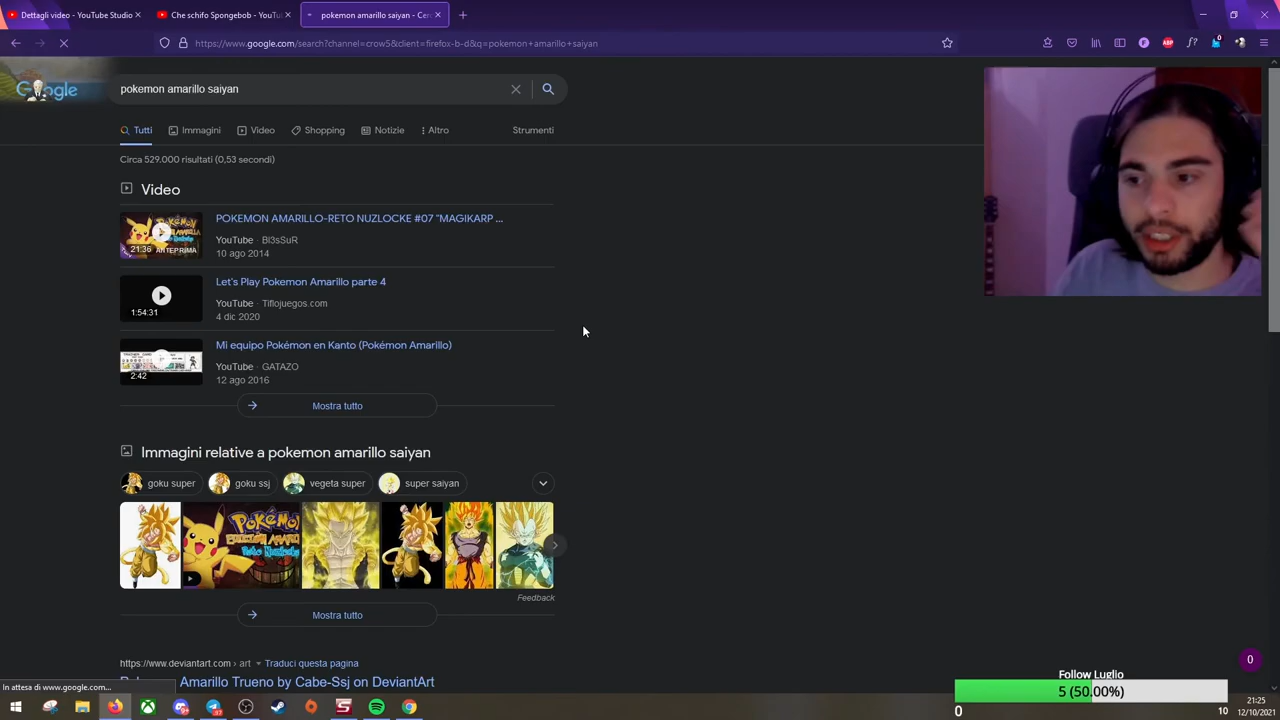 Dettagli video - YouTube Studio
Che schifo Spongebob - YouTu
pokemon amarillo saiyan - Cer
https://www.google.com/search?channel=crow5&client=firefox-b-d&q=pokemon+amarillo+saiyan
Google
pokemon amarillo saiyan
Tutti Immagini Video Shopping Notizie Altro Strumenti
Circa 529.000 risultati (0,53 secondi)
Video
POKEMON AMARILLO-RETO NUZLOCKE #07 "MAGIKARP ...
YouTube · Bl3sSuR
10 ago 2014
21:36 ANTEPRIMA
Let's Play Pokemon Amarillo parte 4
YouTube · Tiflojuegos.com
4 dic 2020
1:54:31
Mi equipo Pokémon en Kanto (Pokémon Amarillo)
YouTube · GATAZO
12 ago 2016
2:42
Mostra tutto
Immagini relative a pokemon amarillo saiyan
goku super goku ssj vegeta super super saiyan
Feedback
Mostra tutto
https://www.deviantart.com › art Traduci questa pagina
Amarillo Trueno by Cabe-Ssj on DeviantArt
In attesa di www.google.com...
0
Follow Luglio
5 (50.00%)
0 10
21:25
12/10/2021